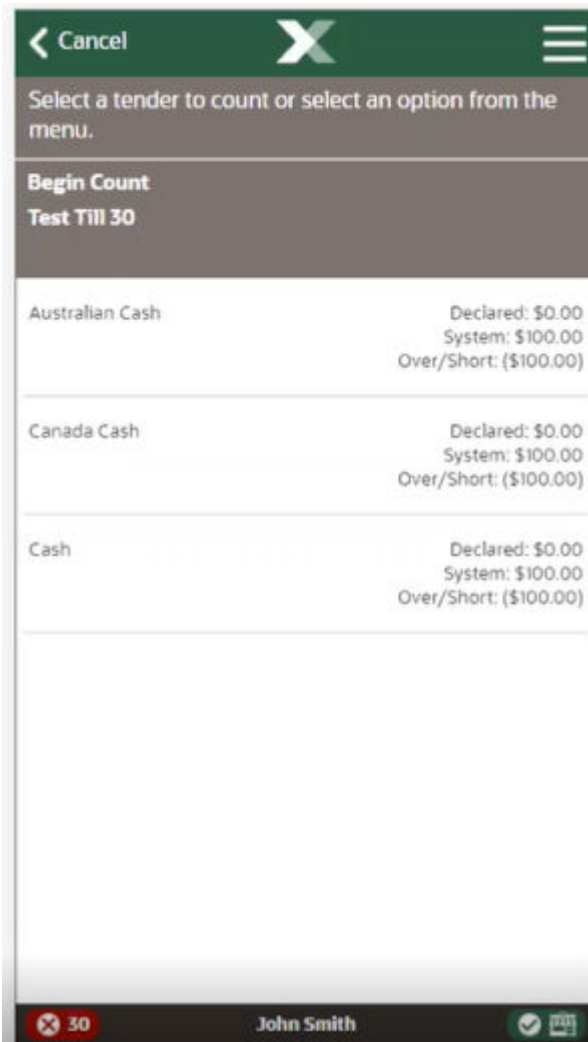 Cancel
Select a tender to count or select an option from the
menu.
Begin Count
Test Till 30
Australian Cash
Declared: $0.00
System: $100.00
Over/Short: ($100.00)
Canada Cash
Declared: $0.00
System: $100.00
Over/Short: ($100.00)
Cash
Declared: $0.00
System: $100.00
Over/Short: ($100.00)
30
John Smith